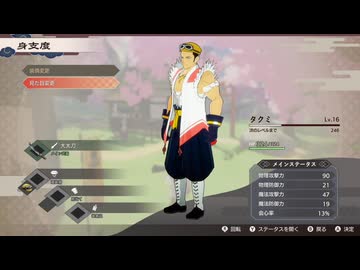 身支度
装備変更
見た目変更
大太刀
タクミ Lv.16
次のレベルまで 248
メインステータス
物理攻撃力 90
物理防御力 21
魔法攻撃力 47
魔法防御力 19
会心率 13%
回転 ステータスを開く 戻る 決定